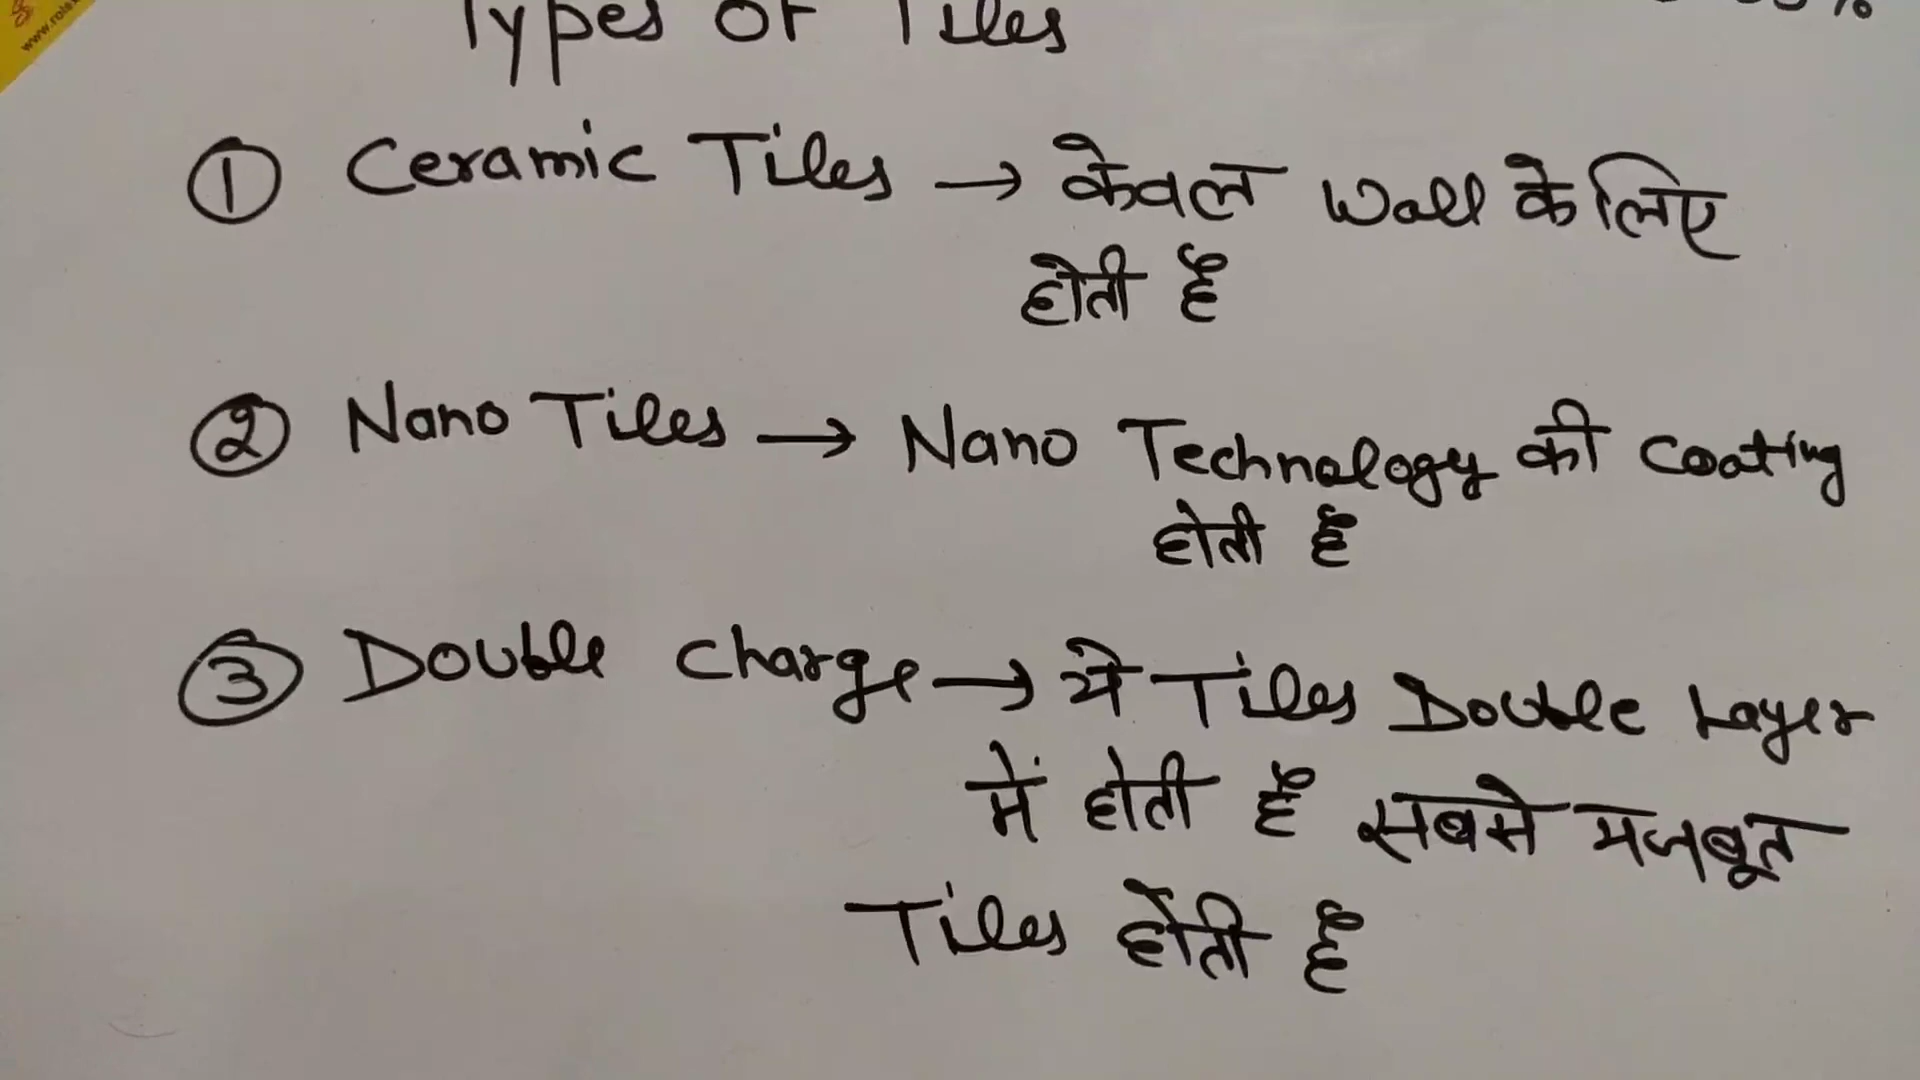 Types of Tiles
① Ceramic Tiles → केवल Wall के लिए
होती है
② Nano Tiles → Nano Technology की Coating
होती है
③ Double Charge → ये Tiles Double Layer
में होती है सबसे मजबूत
Tiles होती है